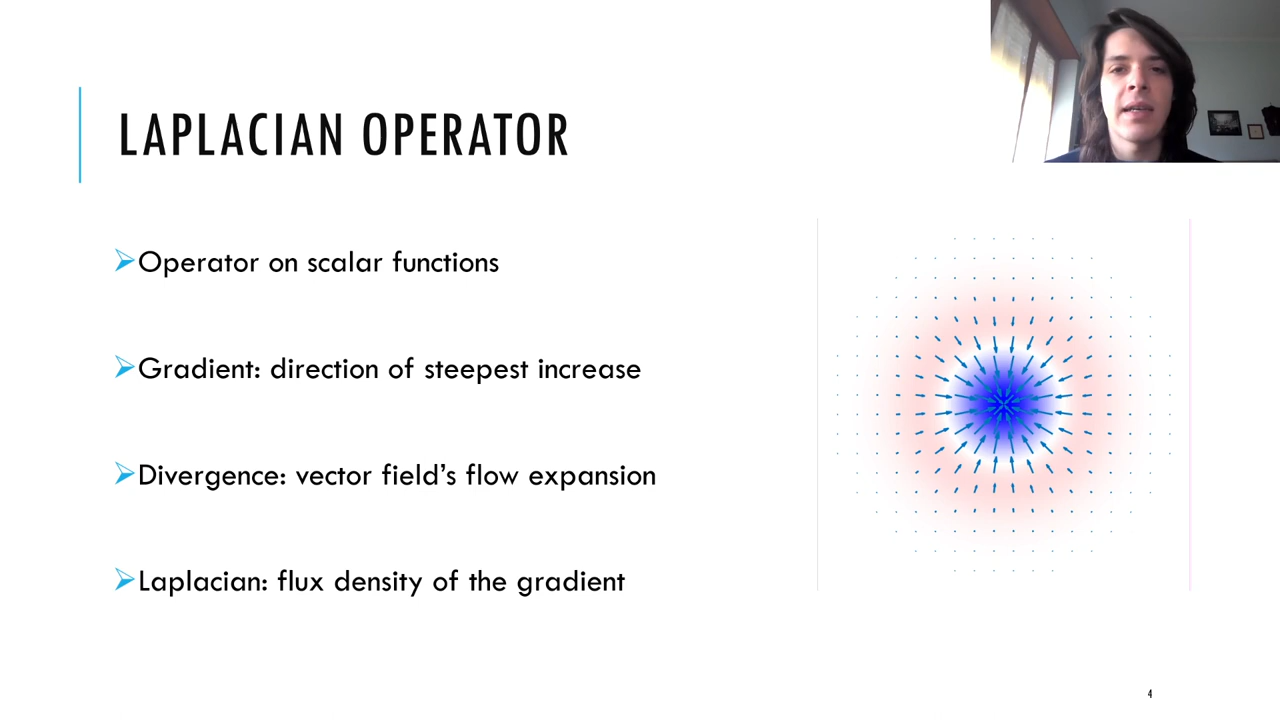 LAPLACIAN OPERATOR
➢Operator on scalar functions
➢Gradient: direction of steepest increase
➢Divergence: vector field’s flow expansion
➢Laplacian: flux density of the gradient
4